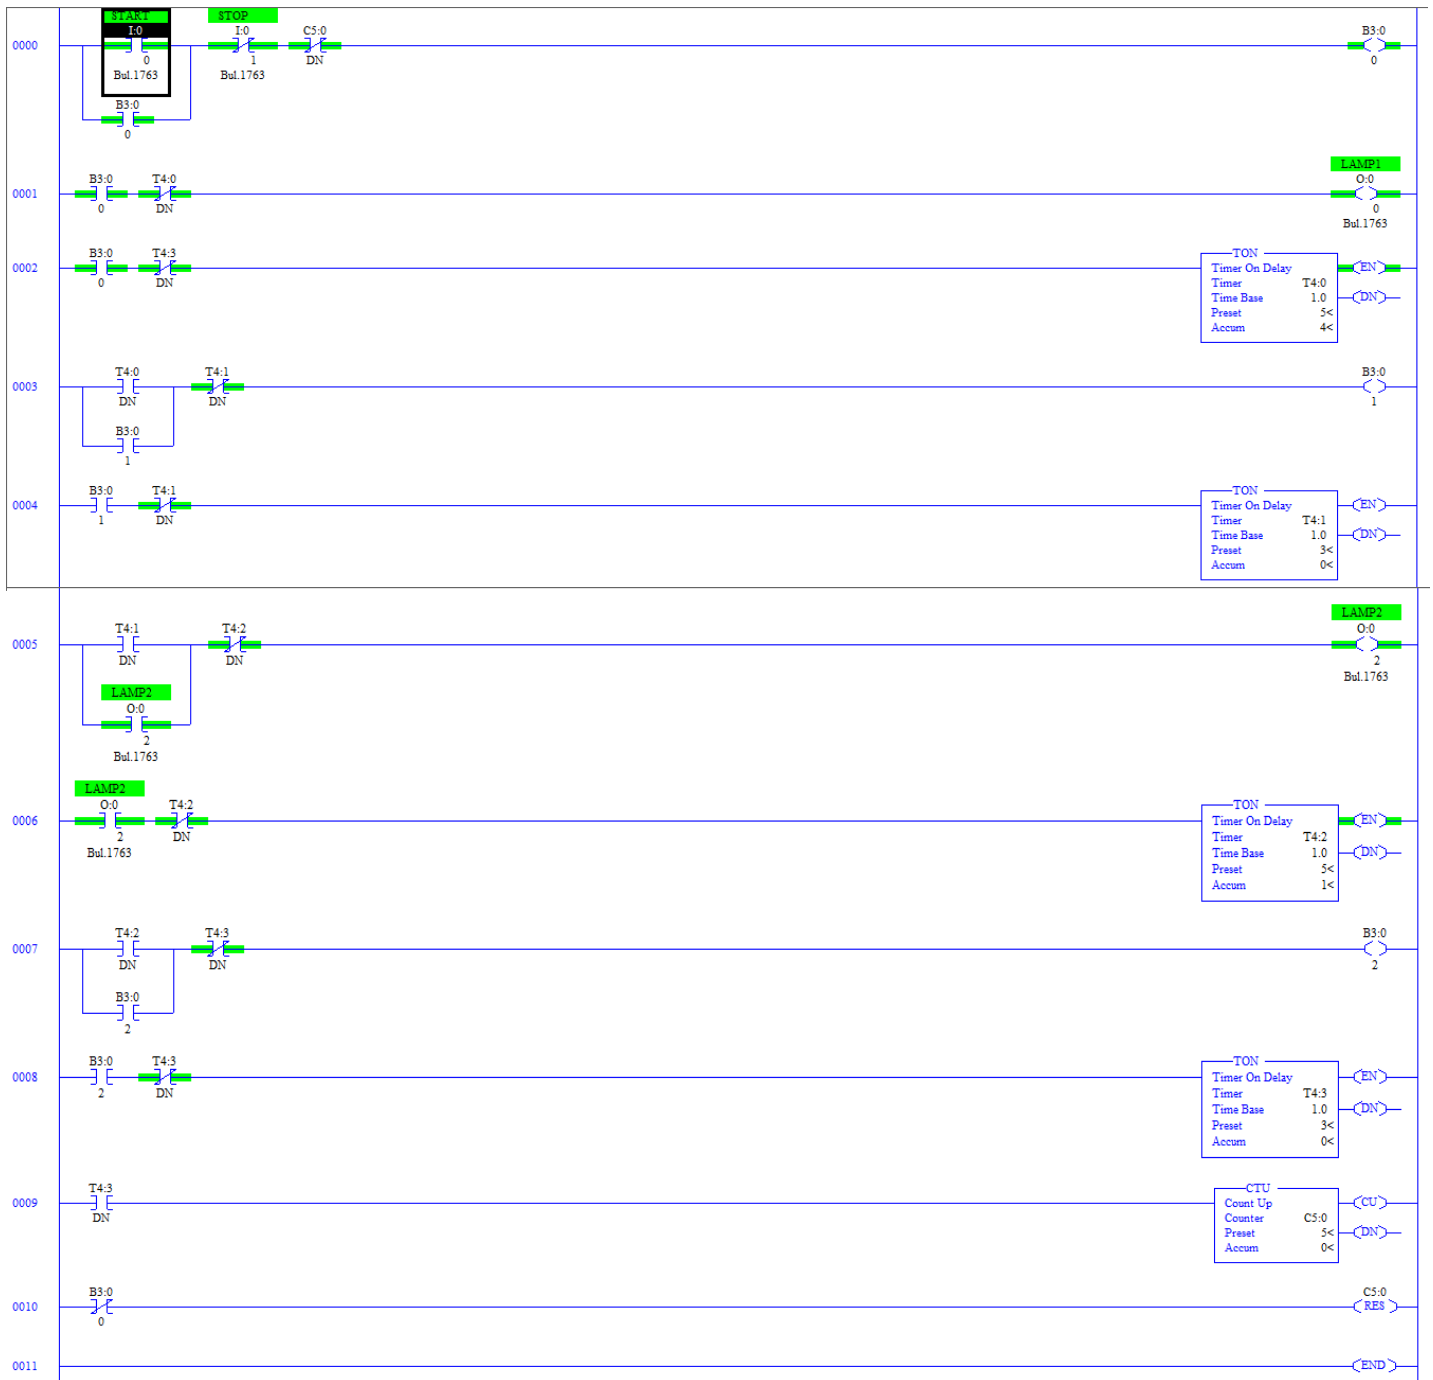 START
I:0
0
Bul.1763
STOP
I:0
1
Bul.1763
C5:0
DN
B3:0
0
0000
B3:0
0
0001
B3:0
0
T4:0
DN
LAMP1
O:0
0
Bul.1763
0002
B3:0
0
T4:3
DN
TON
Timer On Delay
Timer T4:0
Time Base 1.0
Preset 5<
Accum 4<
EN
DN
0003
T4:0
DN
T4:1
DN
B3:0
1
B3:0
1
0004
B3:0
1
T4:1
DN
TON
Timer On Delay
Timer T4:1
Time Base 1.0
Preset 3<
Accum 0<
EN
DN
0005
T4:1
DN
T4:2
DN
LAMP2
O:0
2
Bul.1763
LAMP2
O:0
2
Bul.1763
0006
LAMP2
O:0
2
Bul.1763
T4:2
DN
TON
Timer On Delay
Timer T4:2
Time Base 1.0
Preset 5<
Accum 1<
EN
DN
0007
T4:2
DN
T4:3
DN
B3:0
2
B3:0
2
0008
B3:0
2
T4:3
DN
TON
Timer On Delay
Timer T4:3
Time Base 1.0
Preset 3<
Accum 0<
EN
DN
0009
T4:3
DN
CTU
Count Up
Counter C5:0
Preset 5<
Accum 0<
CU
DN
0010
B3:0
0
C5:0
RES
0011
END